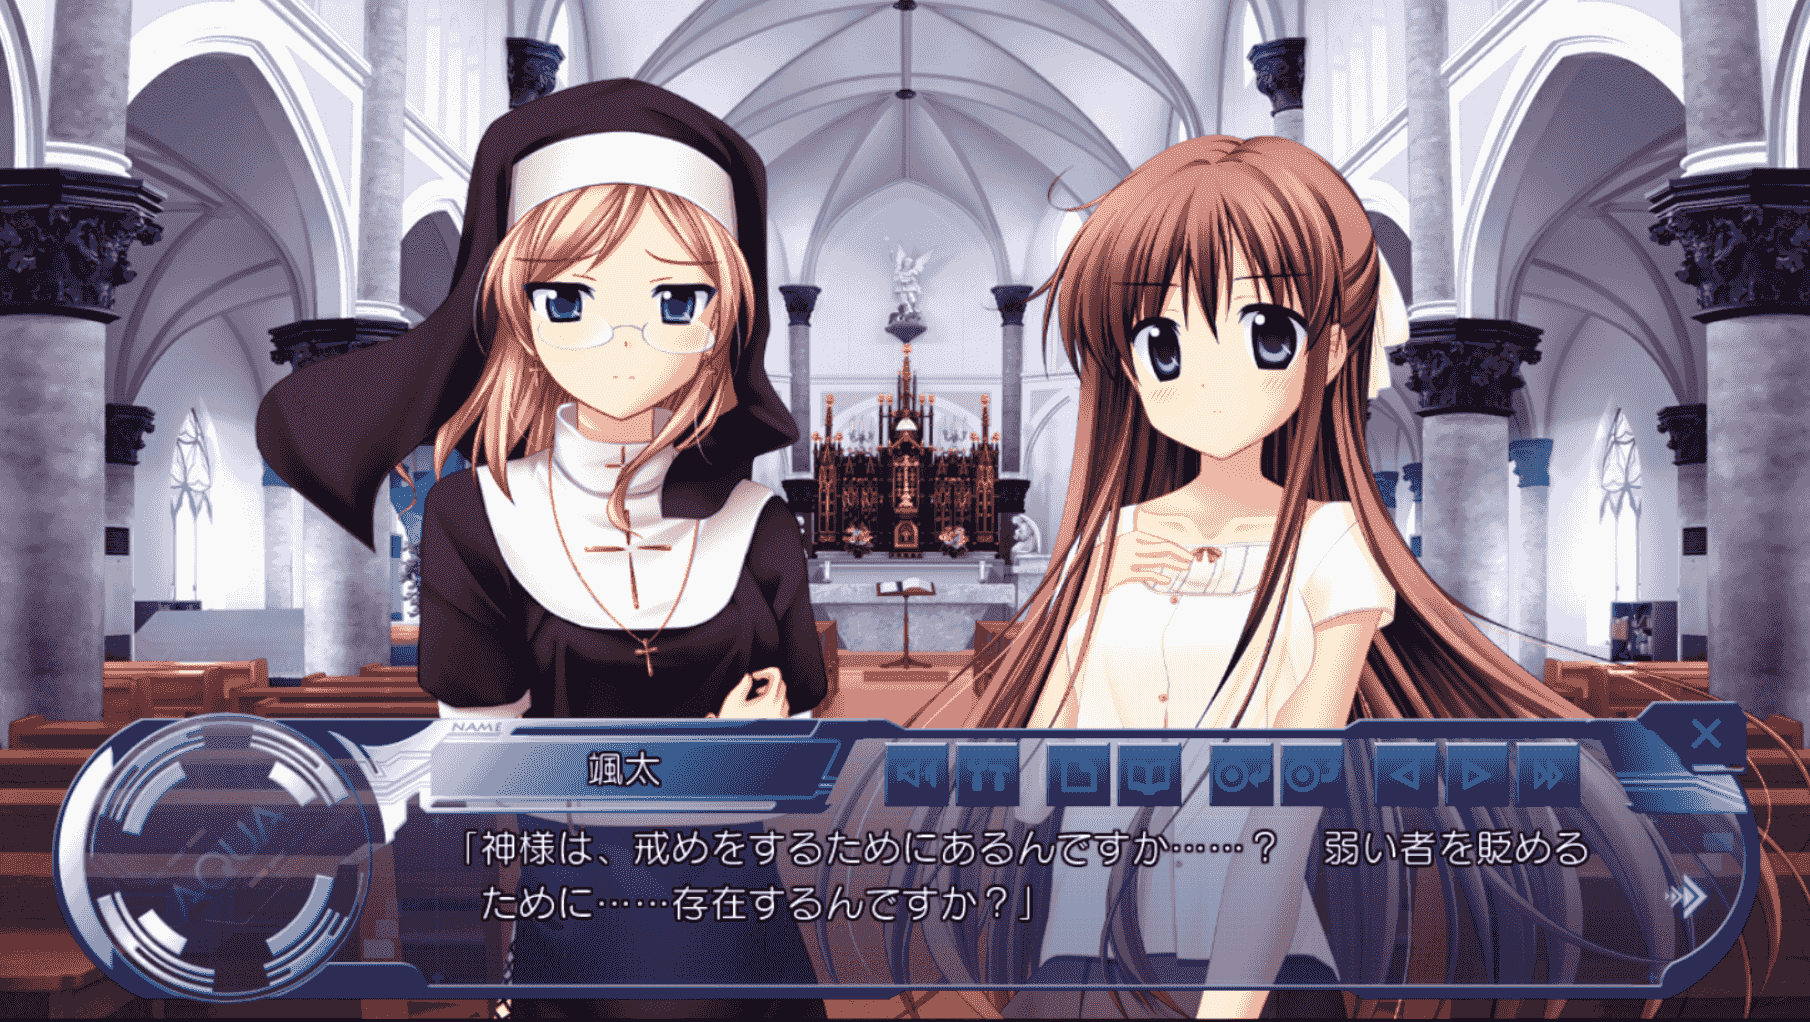 NAME
颯太
「神様は、戒めをするためにあるんですか……？　弱い者を貶める
ために……存在するんですか？」
AQUA